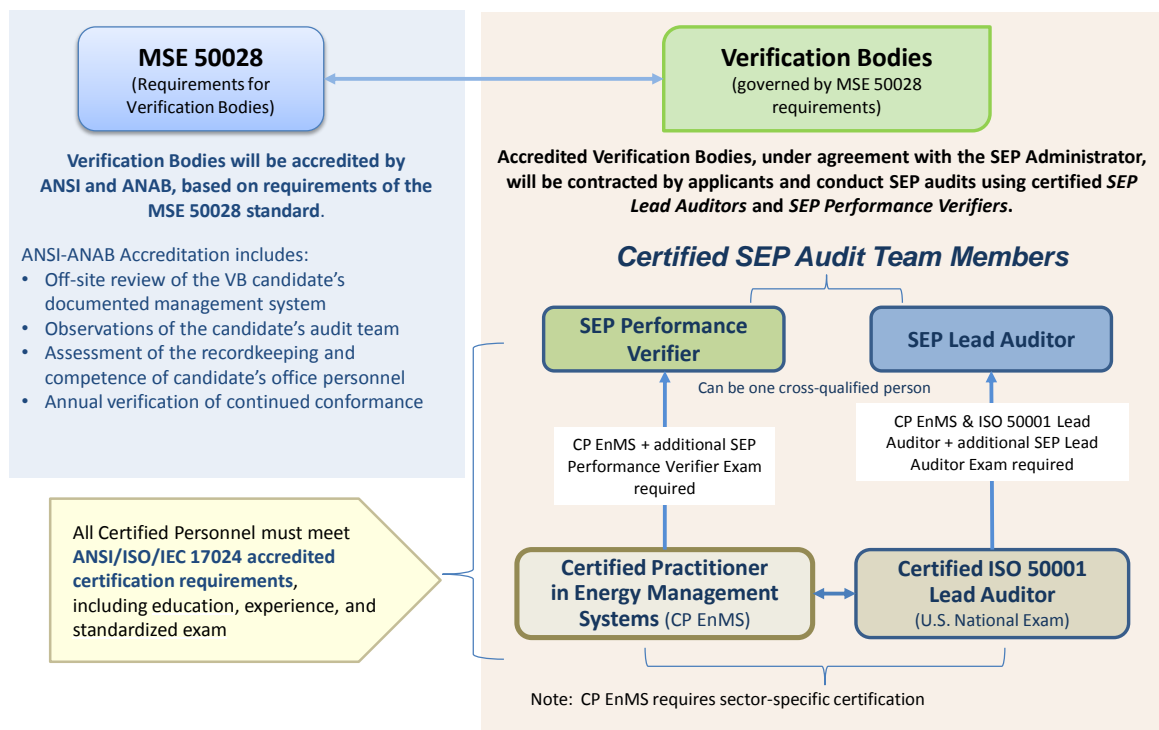 MSE 50028
(Requirements for
Verification Bodies)
Verification Bodies will be accredited by
ANSI and ANAB, based on requirements of the
MSE 50028 standard.
ANSI-ANAB Accreditation includes:
• Off-site review of the VB candidate’s
documented management system
• Observations of the candidate’s audit team
• Assessment of the recordkeeping and
competence of candidate’s office personnel
• Annual verification of continued conformance
All Certified Personnel must meet
ANSI/ISO/IEC 17024 accredited
certification requirements,
including education, experience, and
standardized exam
Verification Bodies
(governed by MSE 50028
requirements)
Accredited Verification Bodies, under agreement with the SEP Administrator,
will be contracted by applicants and conduct SEP audits using certified SEP
Lead Auditors and SEP Performance Verifiers.
Certified SEP Audit Team Members
SEP Performance
Verifier
SEP Lead Auditor
Can be one cross-qualified person
CP EnMS + additional SEP
Performance Verifier Exam
required
CP EnMS & ISO 50001 Lead
Auditor + additional SEP Lead
Auditor Exam required
Certified Practitioner
in Energy Management
Systems (CP EnMS)
Certified ISO 50001
Lead Auditor
(U.S. National Exam)
Note: CP EnMS requires sector-specific certification